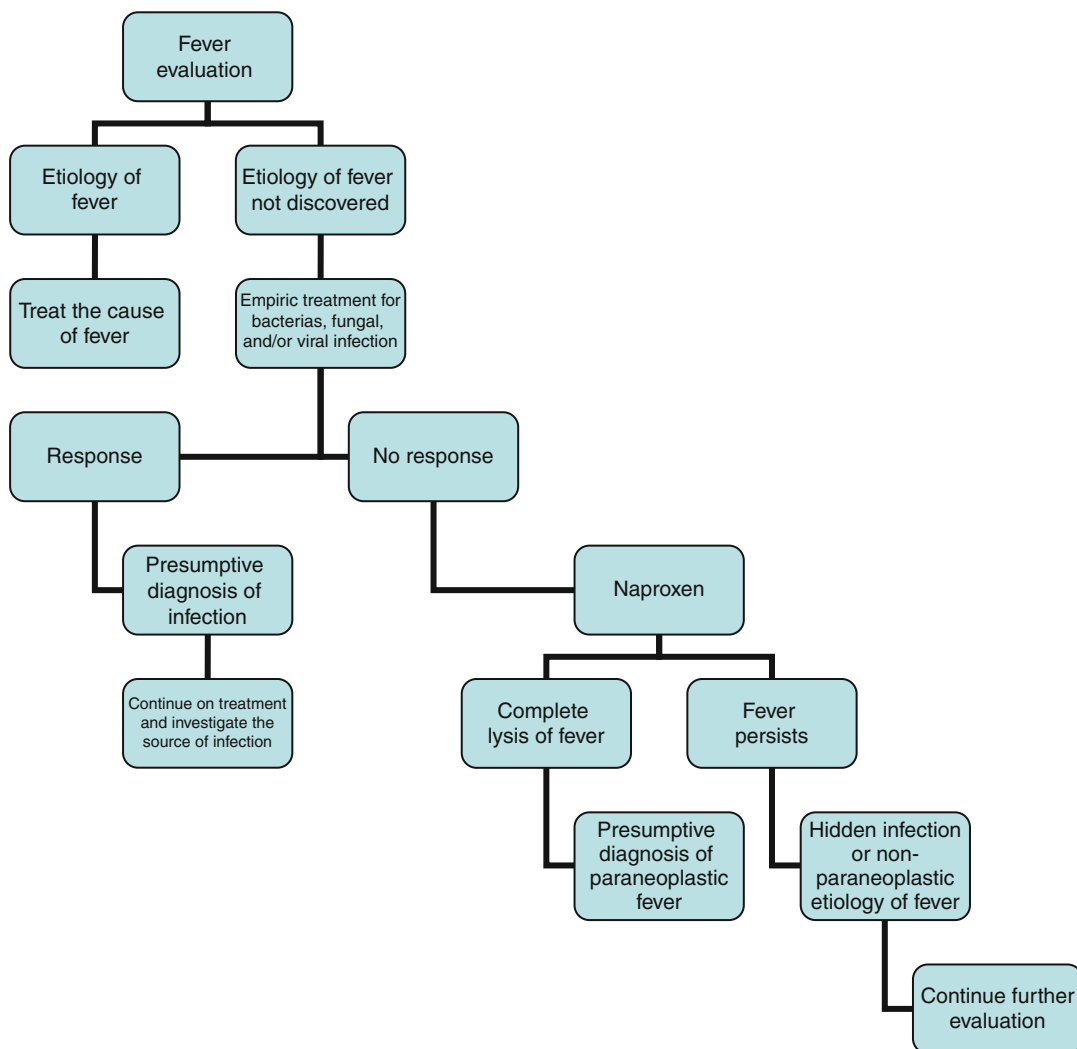 Fever
evaluation
Etiology of
fever
Etiology of fever
not discovered
Treat the cause
of fever
Empiric treatment for
bacterias, fungal,
and/or viral infection
Response
No response
Presumptive
diagnosis of
infection
Naproxen
Continue on treatment
and investigate the
source of infection
Complete
lysis of fever
Fever
persists
Presumptive
diagnosis of
paraneoplastic
fever
Hidden infection
or non-
paraneoplastic
etiology of fever
Continue further
evaluation